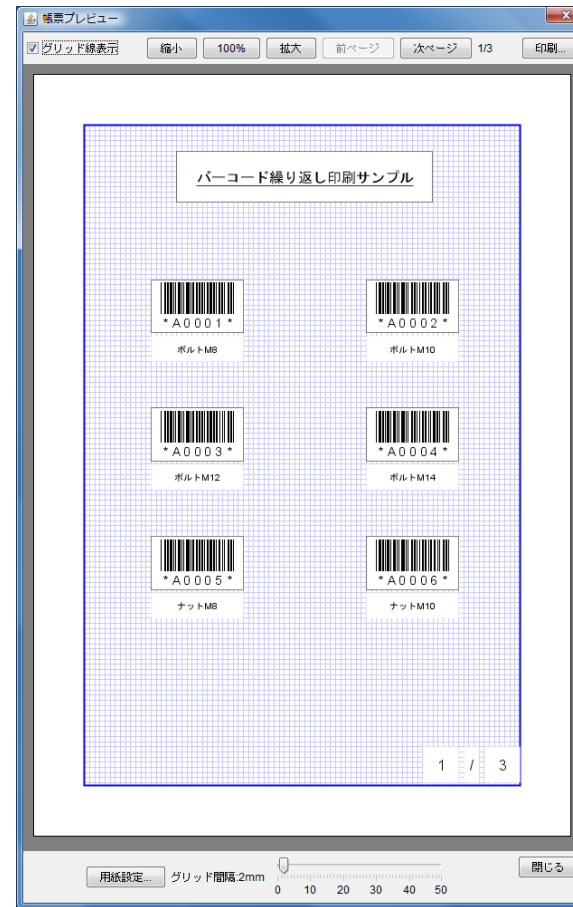 帳票プレビュー
グリッド線表示 縮小 100% 拡大 前ページ 次ページ 1/3 印刷...
バーコード繰り返し印刷サンプル
*A0001* *A0002*
ボルトM8 ボルトM10
*A0003* *A0004*
ボルトM12 ボルトM14
*A0005* *A0006*
ナットM8 ナットM10
1 / 3
用紙設定... グリッド間隔:2mm 閉じる
0 10 20 30 40 50